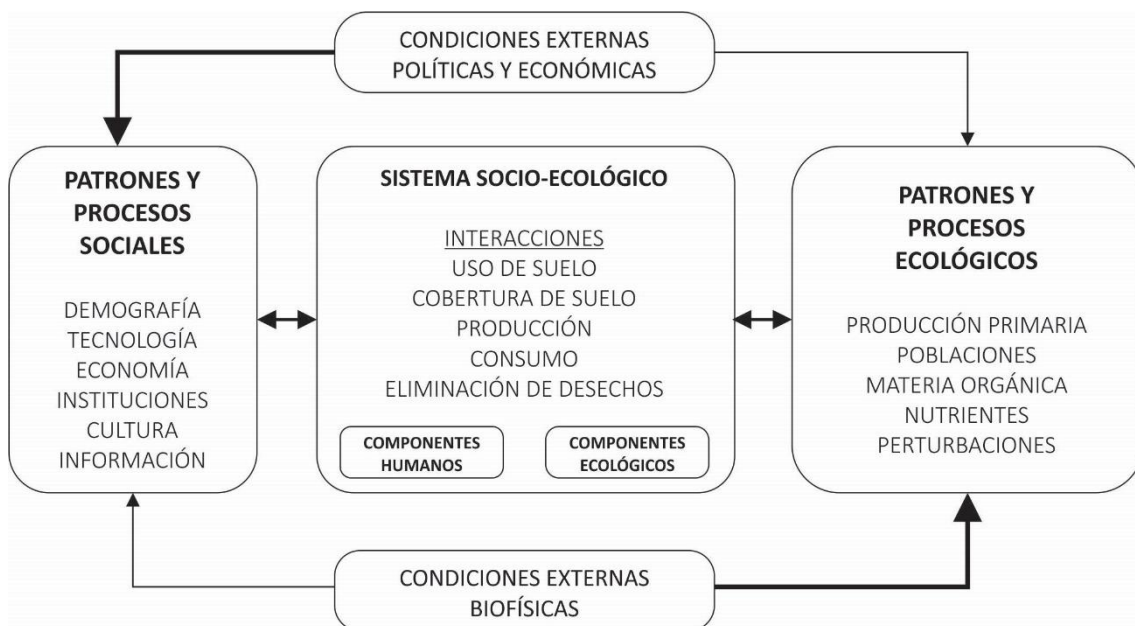 CONDICIONES EXTERNAS
POLÍTICAS Y ECONÓMICAS
PATRONES Y
PROCESOS
SOCIALES
DEMOGRAFÍA
TECNOLOGÍA
ECONOMÍA
INSTITUCIONES
CULTURA
INFORMACIÓN
SISTEMA SOCIO-ECOLÓGICO
INTERACCIONES
USO DE SUELO
COBERTURA DE SUELO
PRODUCCIÓN
CONSUMO
ELIMINACIÓN DE DESECHOS
COMPONENTES
HUMANOS
COMPONENTES
ECOLÓGICOS
PATRONES Y
PROCESOS
ECOLÓGICOS
PRODUCCIÓN PRIMARIA
POBLACIONES
MATERIA ORGÁNICA
NUTRIENTES
PERTURBACIONES
CONDICIONES EXTERNAS
BIOFÍSICAS